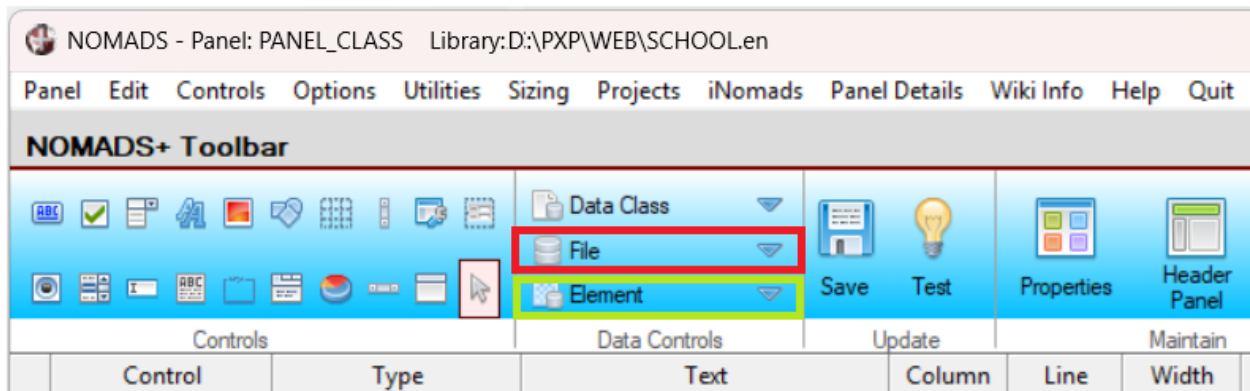 NOMADS - Panel: PANEL_CLASS Library:D:\PXP\WEB\SCHOOL.en
Panel Edit Controls Options Utilities Sizing Projects iNomads Panel Details Wiki Info Help Quit
NOMADS+ Toolbar
ABC
ABC
Data Class
File
Element
Save
Test
Properties
Header
Panel
Controls Data Controls Update Maintain
Control Type Text Column Line Width